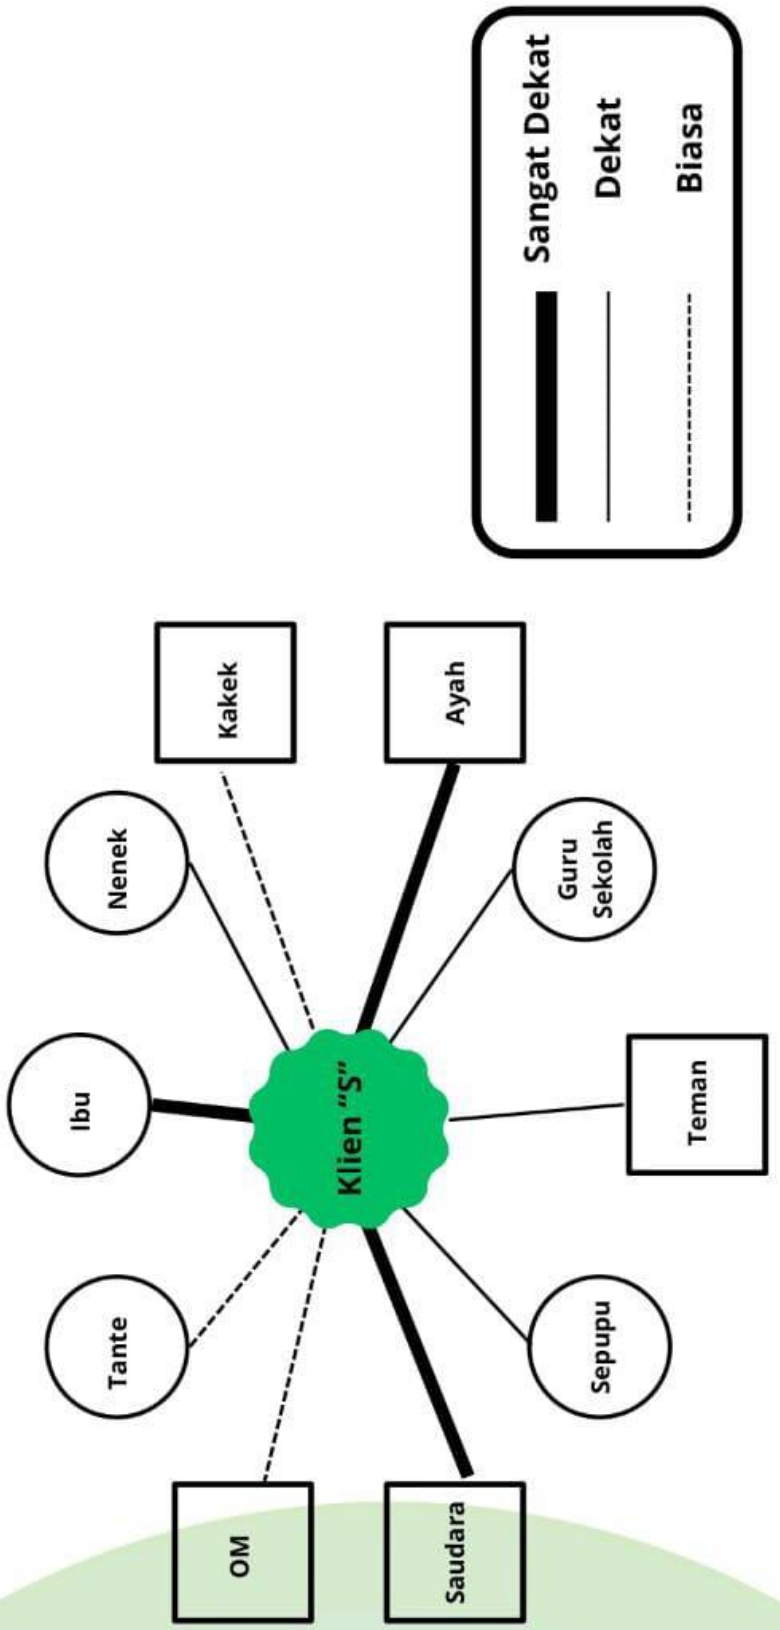 Ibu
Tante
Nenek
OM
Kakek
Klien “S”
Saudara
Ayah
Sepupu
Guru
Sekolah
Teman
Sangat Dekat
Dekat
Biasa